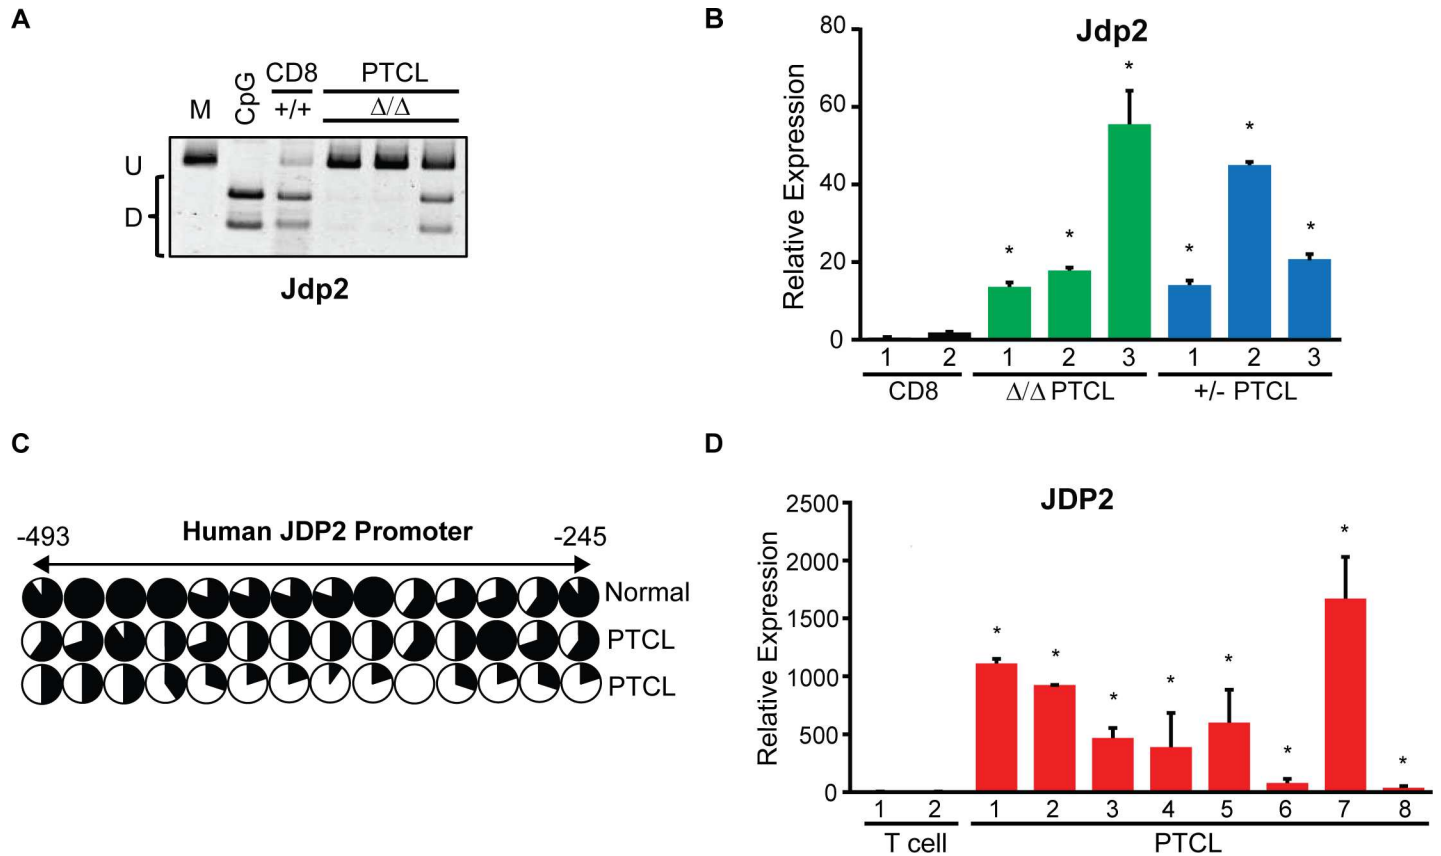 A
CD8 PTCL
M CpG +/+ Δ/Δ
U
D
Jdp2
B
Jdp2
Relative Expression
80
60
40
20
0
* * * * * *
1 2 1 2 3 1 2 3
CD8 Δ/Δ PTCL +/- PTCL
C
-493 Human JDP2 Promoter -245
Normal
PTCL
PTCL
D
JDP2
Relative Expression
2500
2000
1500
1000
500
0
* * * * * * * *
1 2 1 2 3 4 5 6 7 8
T cell PTCL